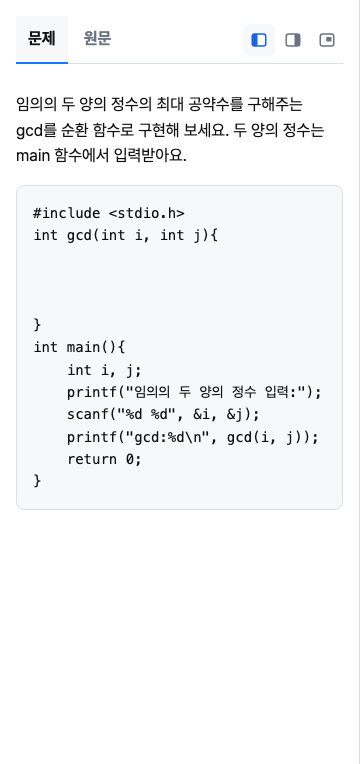 문제 원문
임의의 두 양의 정수의 최대 공약수를 구해주는
gcd를 순환 함수로 구현해 보세요. 두 양의 정수는
main 함수에서 입력받아요.
#include <stdio.h>
int gcd(int i, int j){
}
int main(){
    int i, j;
    printf("임의의 두 양의 정수 입력:");
    scanf("%d %d", &i, &j);
    printf("gcd:%d\n", gcd(i, j));
    return 0;
}